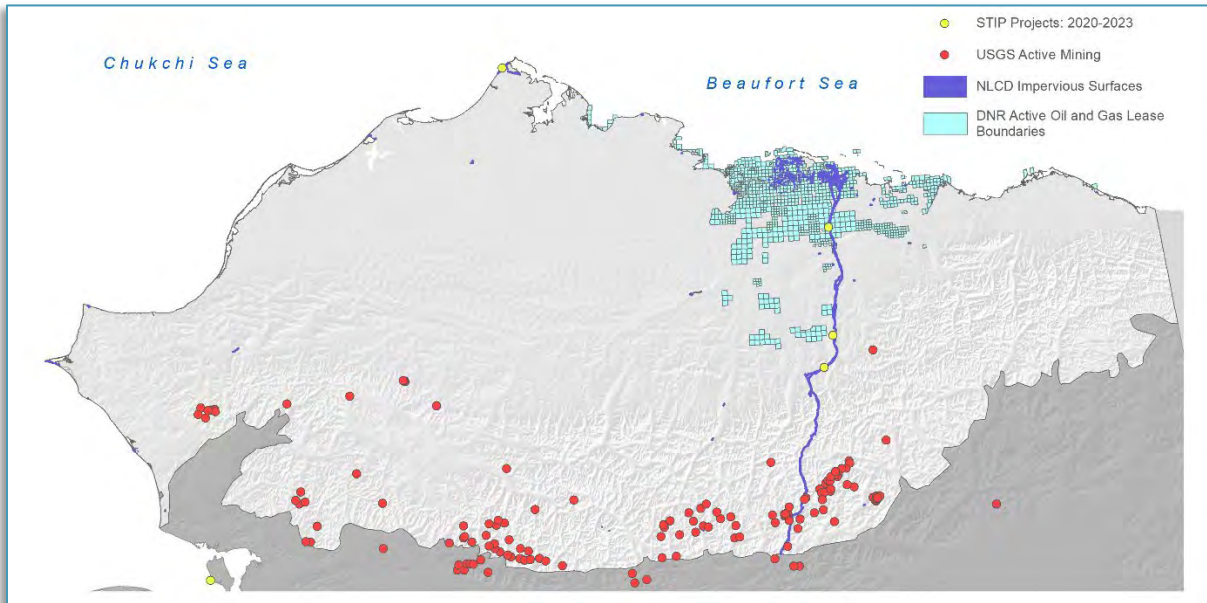 Chukchi Sea
Beaufort Sea
STIP Projects: 2020-2023
USGS Active Mining
NLCD Impervious Surfaces
DNR Active Oil and Gas Lease
Boundaries